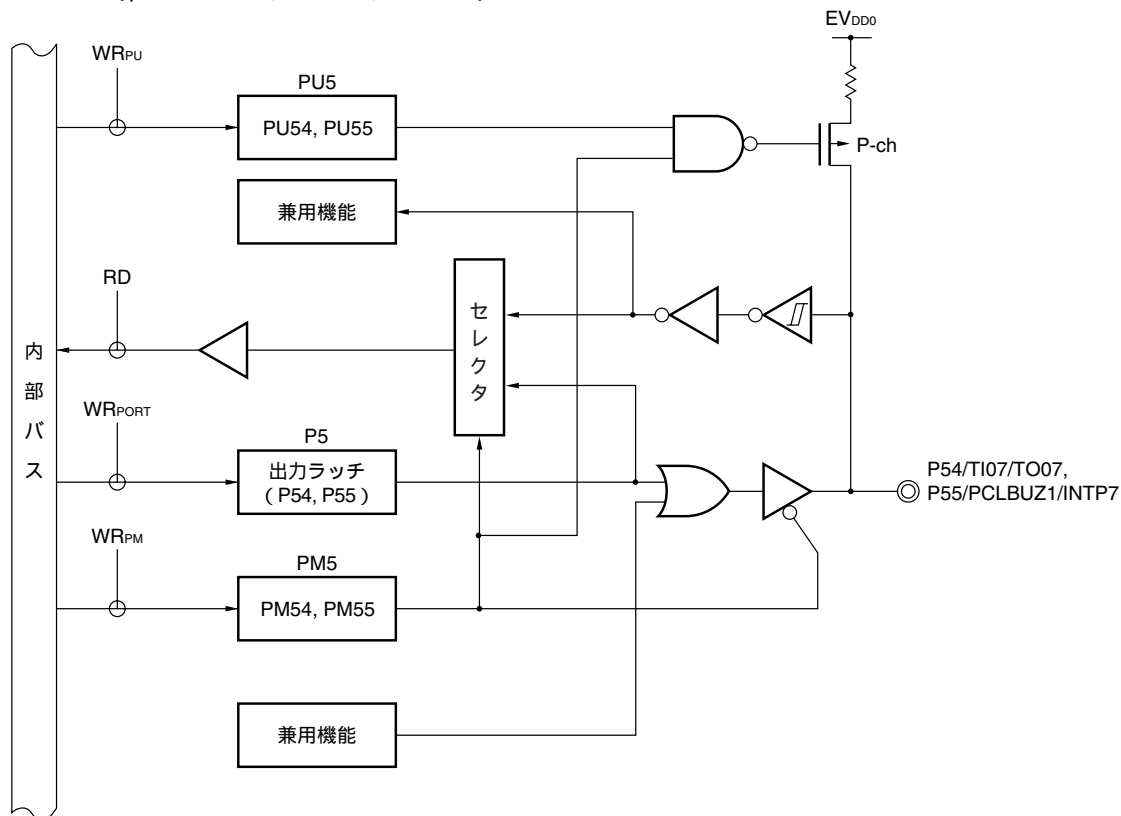 EVDD0
WRPU
PU5
PU54, PU55
P-ch
兼用機能
RD
セレクタ
内部バス
WRPORT
P5
出力ラッチ
(P54, P55)
P54/TI07/TO07,
P55/PCLBUZ1/INTP7
WRPM
PM5
PM54, PM55
兼用機能